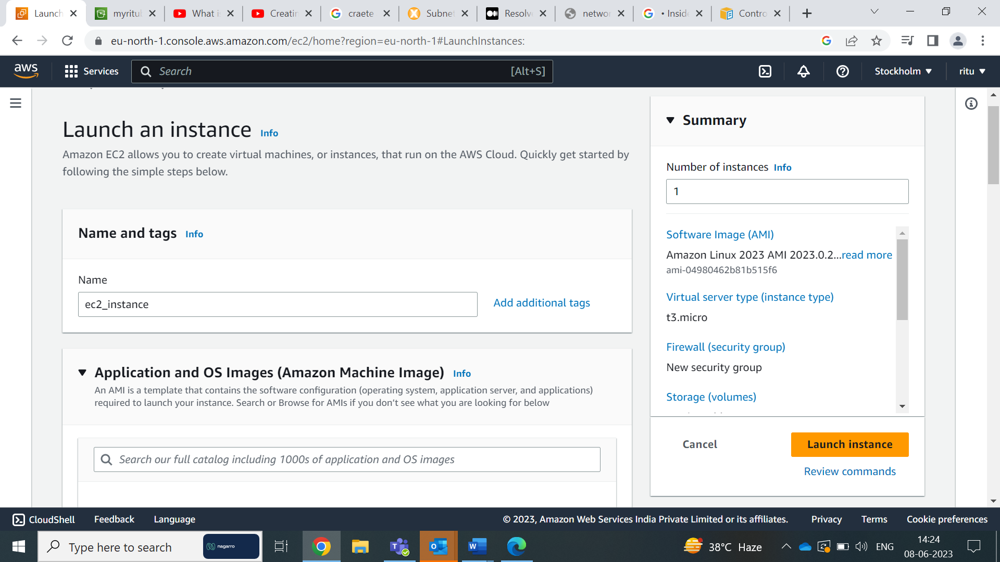 Launch
myritu
What i
Creatin
craete
Subnet
Resolve
networ
• Inside
Contro
eu-north-1.console.aws.amazon.com/ec2/home?region=eu-north-1#LaunchInstances:
aws
Services
Search
[Alt+S]
Stockholm
ritu
Launch an instance Info
Amazon EC2 allows you to create virtual machines, or instances, that run on the AWS Cloud. Quickly get started by
following the simple steps below.
Name and tags Info
Name
ec2_instance
Add additional tags
Application and OS Images (Amazon Machine Image) Info
An AMI is a template that contains the software configuration (operating system, application server, and applications)
required to launch your instance. Search or Browse for AMIs if you don’t see what you are looking for below
Search our full catalog including 1000s of application and OS images
Summary
Number of instances Info
1
Software Image (AMI)
Amazon Linux 2023 AMI 2023.0.2...read more
ami-04980462b81b515f6
Virtual server type (instance type)
t3.micro
Firewall (security group)
New security group
Storage (volumes)
Cancel
Launch instance
Review commands
CloudShell
Feedback
Language
© 2023, Amazon Web Services India Private Limited or its affiliates.
Privacy
Terms
Cookie preferences
Type here to search
nagarro
38°C Haze
ENG
14:24
08-06-2023